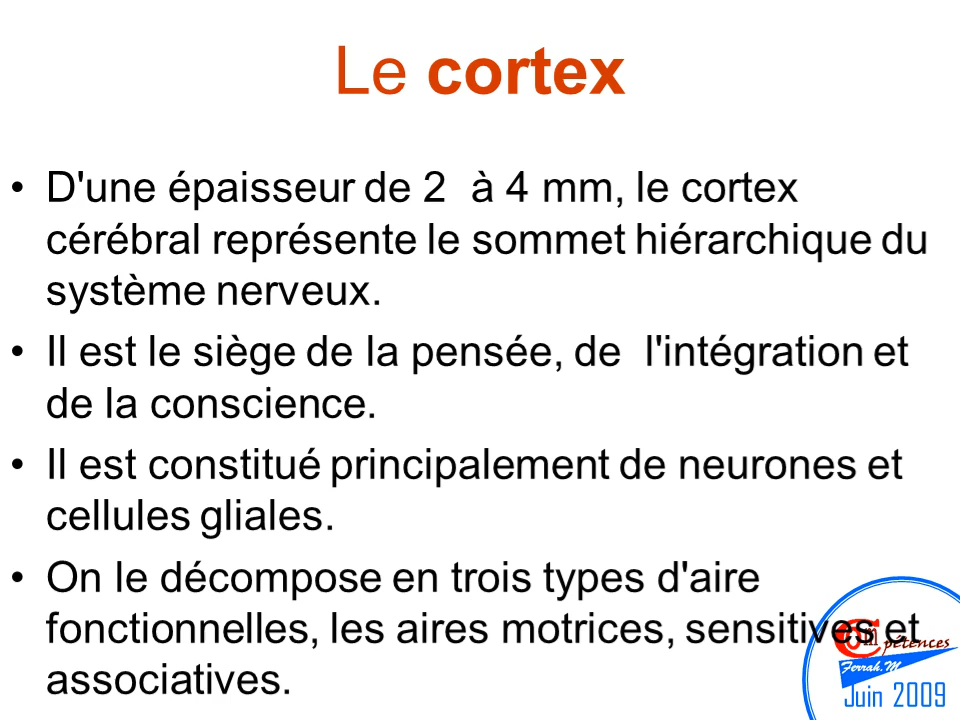 Le cortex
• D'une épaisseur de 2  à 4 mm, le cortex
cérébral représente le sommet hiérarchique du
système nerveux.
• Il est le siège de la pensée, de  l'intégration et
de la conscience.
• Il est constitué principalement de neurones et
cellules gliales.
• On le décompose en trois types d'aire
fonctionnelles, les aires motrices, sensitives et
associatives.
Compétences
Ferrah.M
Juin 2009